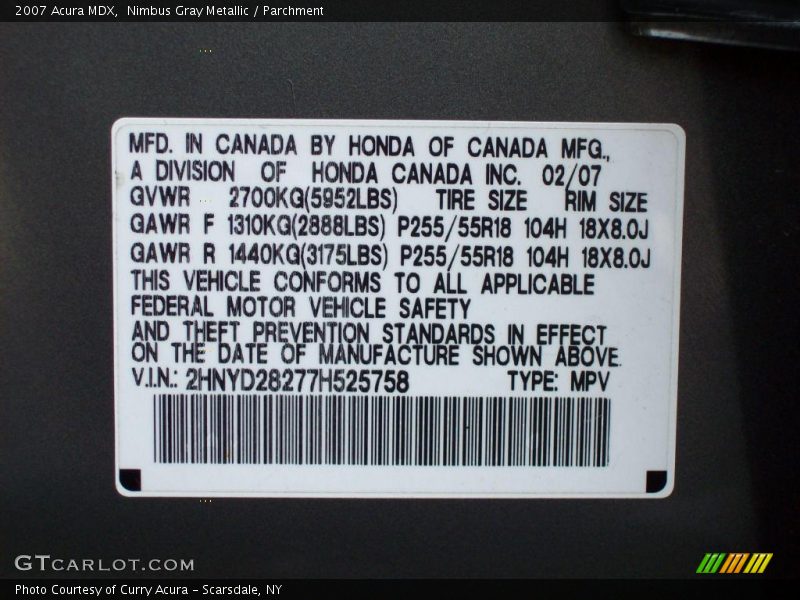 2007 Acura MDX, Nimbus Gray Metallic / Parchment
MFD. IN CANADA BY HONDA OF CANADA MFG.,
A DIVISION OF HONDA CANADA INC. 02/07
GVWR 2700KG(5952LBS) TIRE SIZE RIM SIZE
GAWR F 1310KG(2888LBS) P255/55R18 104H 18X8.0J
GAWR R 1440KG(3175LBS) P255/55R18 104H 18X8.0J
THIS VEHICLE CONFORMS TO ALL APPLICABLE
FEDERAL MOTOR VEHICLE SAFETY
AND THEFT PREVENTION STANDARDS IN EFFECT
ON THE DATE OF MANUFACTURE SHOWN ABOVE.
V.I.N.: 2HNYD28277H525758 TYPE: MPV
GTCARLOT.COM
Photo Courtesy of Curry Acura - Scarsdale, NY